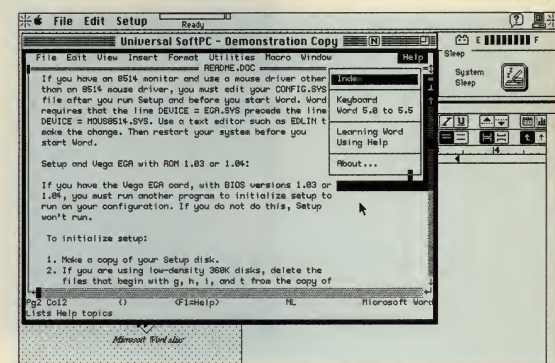 File Edit Setup
Ready
Universal SoftPC - Demonstration Copy
N
E F
Sleep
System
Sleep
File Edit View Insert Format Utilities Macro Window Help
README.DOC
If you have an 8514 monitor and use a mouse driver other
than an 8514 mouse driver, you must edit your CONFIG.SYS
file after you run Setup and before you start Word. Word
requires that the line DEVICE = EGA.SYS precede the line
DEVICE = MOUS8514.SYS. Use a text editor such as EDLIN t
make the change. Then restart your system before you
start Word.
Index
Keyboard
Word 5.0 to 5.5
Learning Word
Using Help
About...
Setup and Vega EGA with ROM 1.03 or 1.04:
If you have the Vega EGA card, with BIOS versions 1.03 or
1.04, you must run another program to initialize setup to
run on your configuration. If you do not do this, Setup
won't run.
To initialize setup:
1. Make a copy of your Setup disk.
2. If you are using low-density 360K disks, delete the
files that begin with g, h, i, and t from the copy of
Pg2 Co12 {} <F1=Help> NL Microsoft Word
Lists Help topics
I U
4
Microsoft Word alias